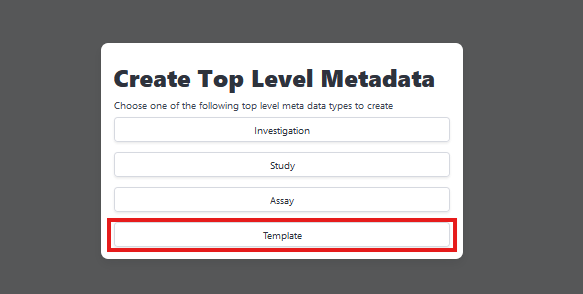 Create Top Level Metadata
Choose one of the following top level meta data types to create
Investigation
Study
Assay
Template